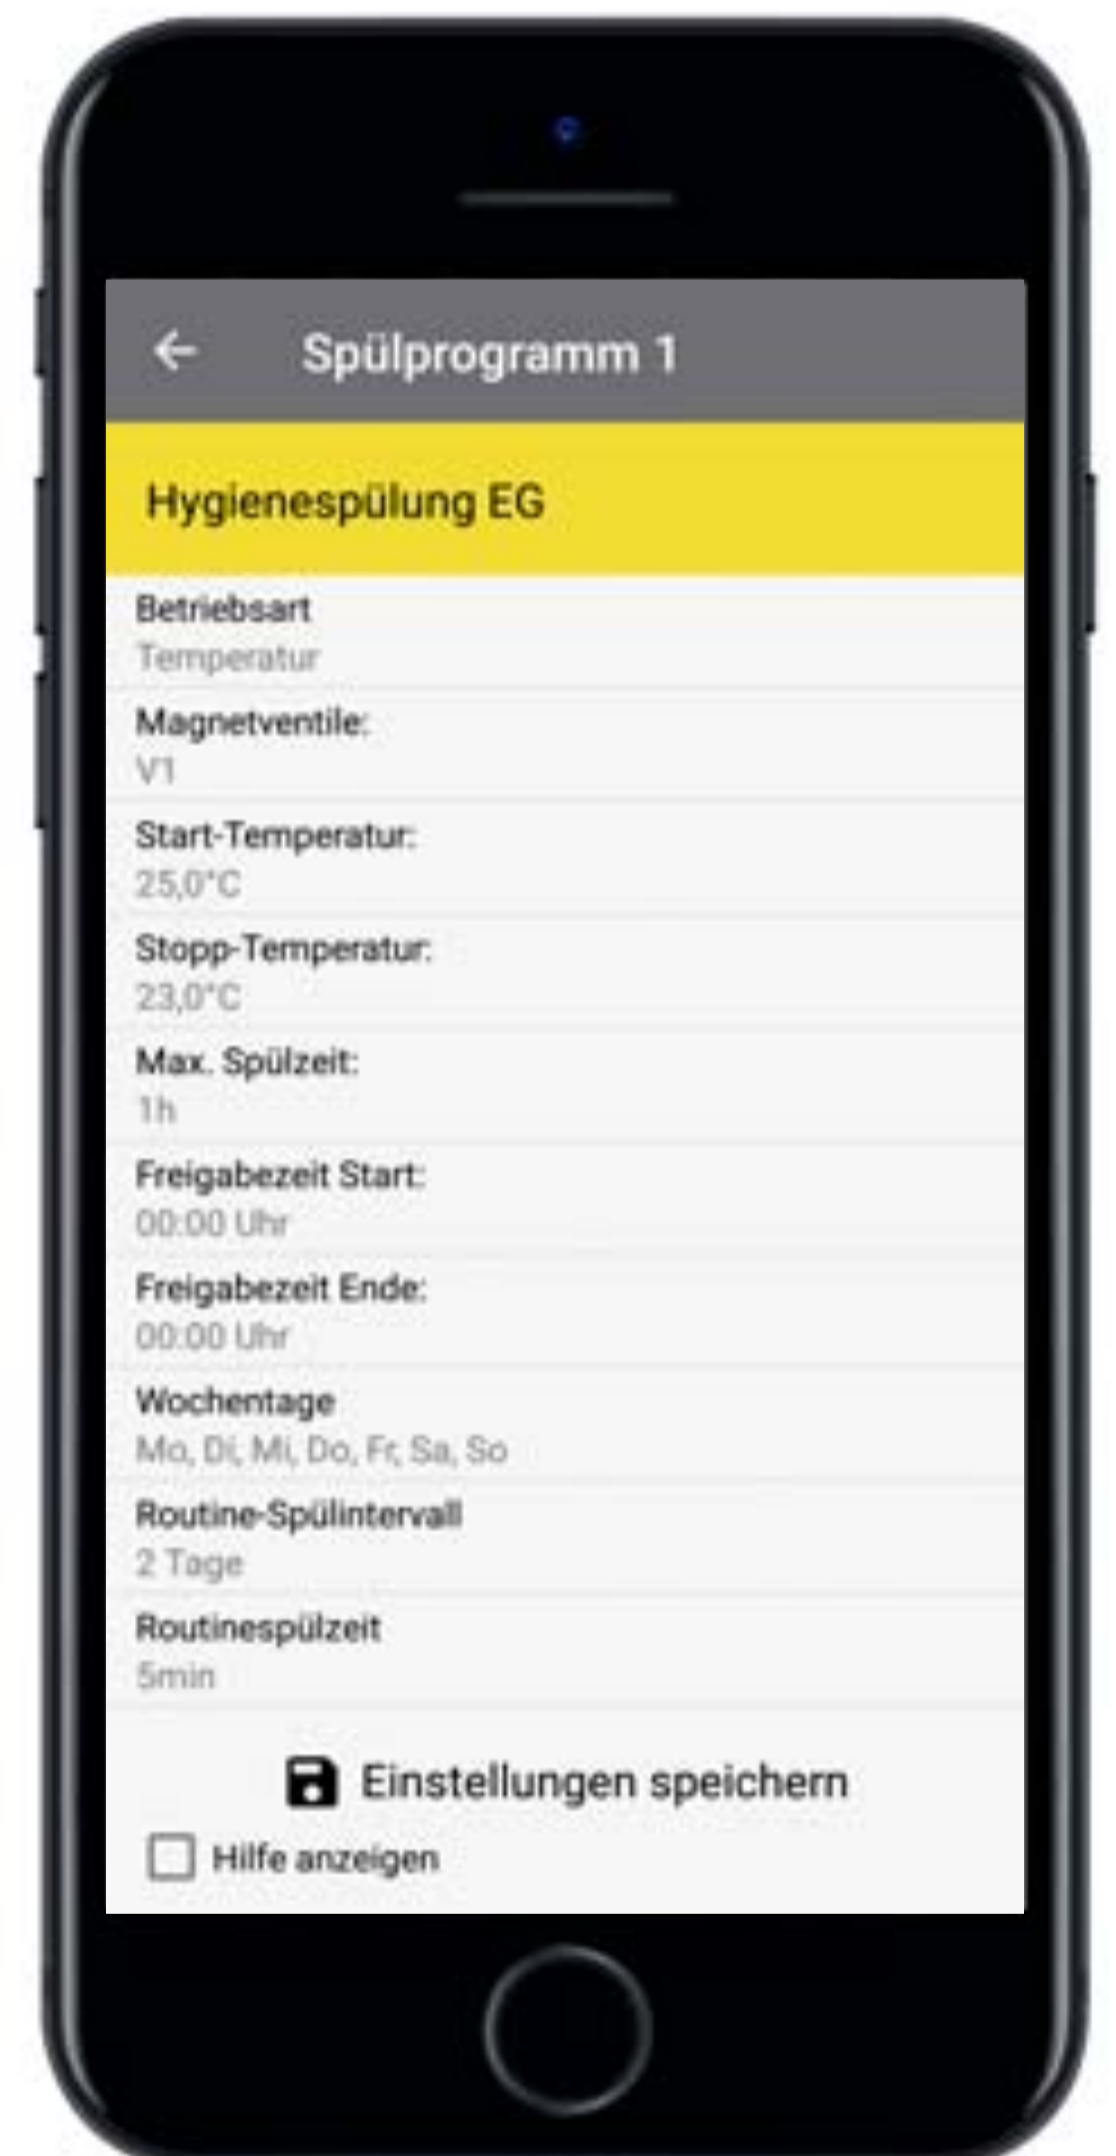 Spülprogramm 1
Hygienespülung EG
Betriebsart
Temperatur
Magnetventile:
V1
Start-Temperatur:
25,0°C
Stopp-Temperatur:
23,0°C
Max. Spülzeit:
1h
Freigabezeit Start:
00:00 Uhr
Freigabezeit Ende:
00:00 Uhr
Wochentage
Mo, Di, Mi, Do, Fr, Sa, So
Routine-Spülintervall
2 Tage
Routinespülzeit
5min
Einstellungen speichern
Hilfe anzeigen